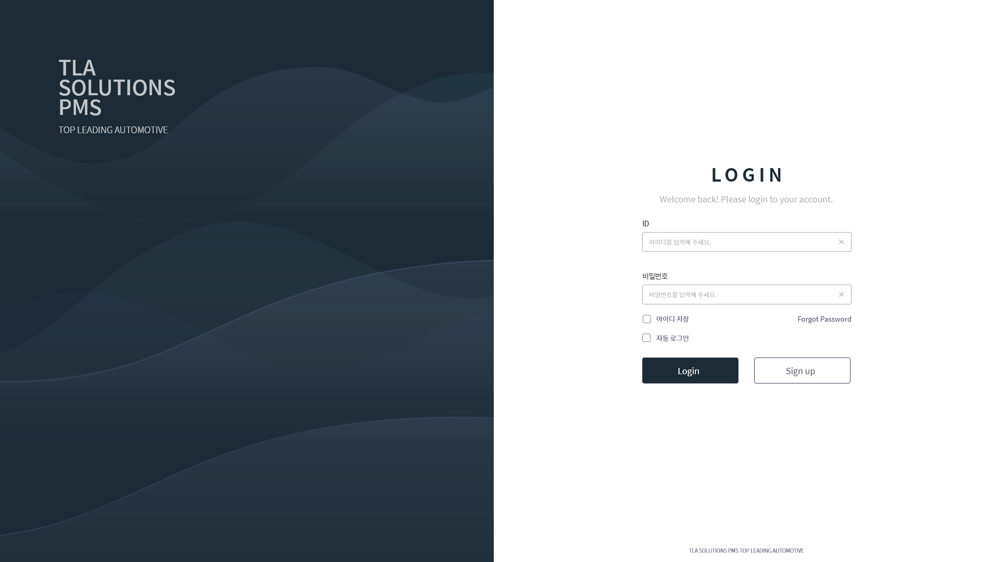 TLA
SOLUTIONS
PMS
TOP LEADING AUTOMOTIVE
LOGIN
Welcome back! Please login to your account.
ID
아이디를 입력해 주세요.
비밀번호
비밀번호를 입력해 주세요.
아이디 저장
Forgot Password
자동 로그인
Login
Sign up
TLA SOLUTIONS PMS TOP LEADING AUTOMOTIVE